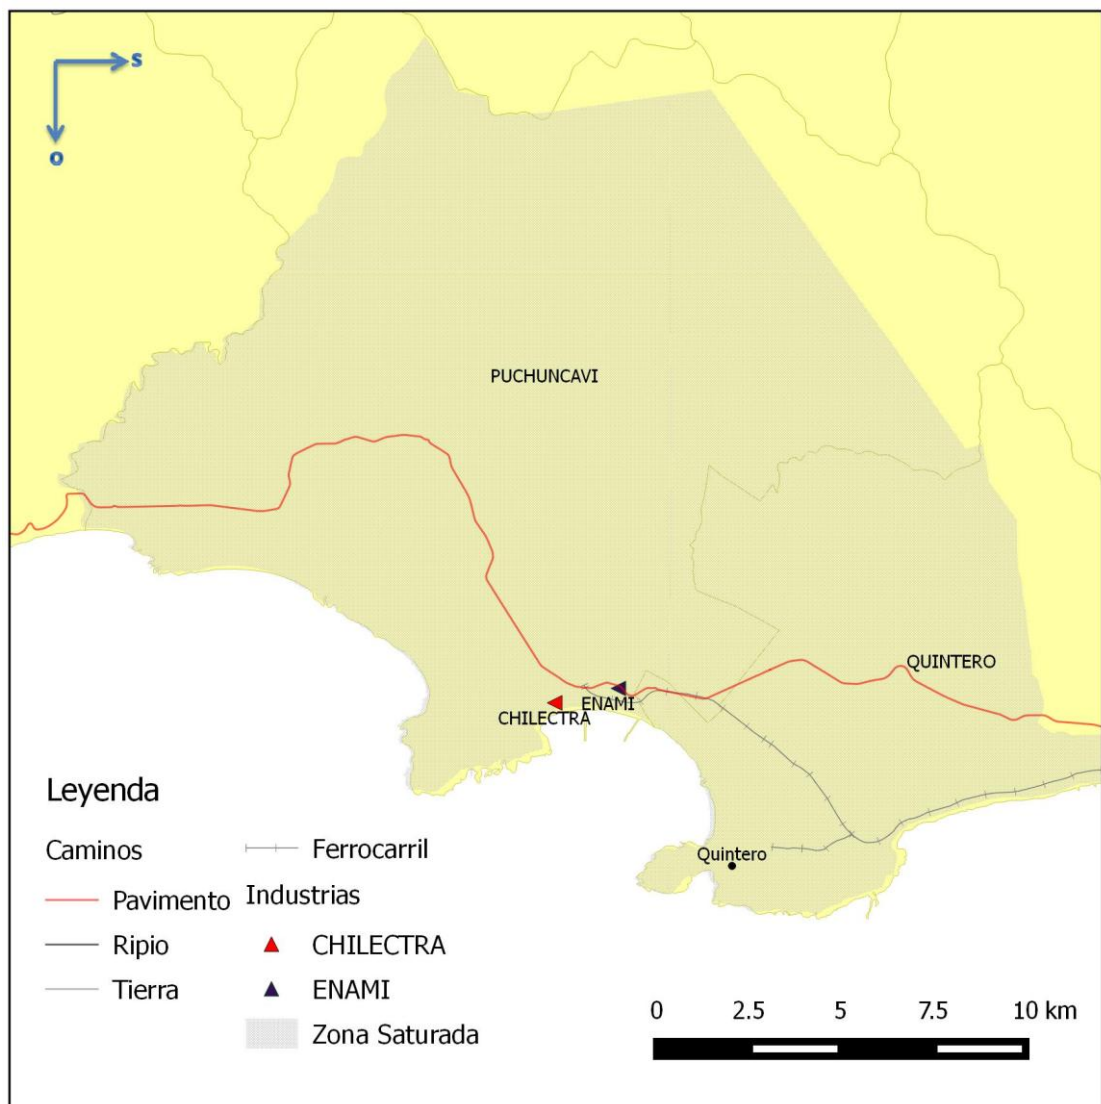 S
O
PUCHUNCAVI
QUINTERO
ENAMI
CHILECTRA
Quintero
Leyenda
Caminos
Pavimento
Ripio
Tierra
Ferrocarril
Industrias
CHILECTRA
ENAMI
Zona Saturada
0 2.5 5 7.5 10 km